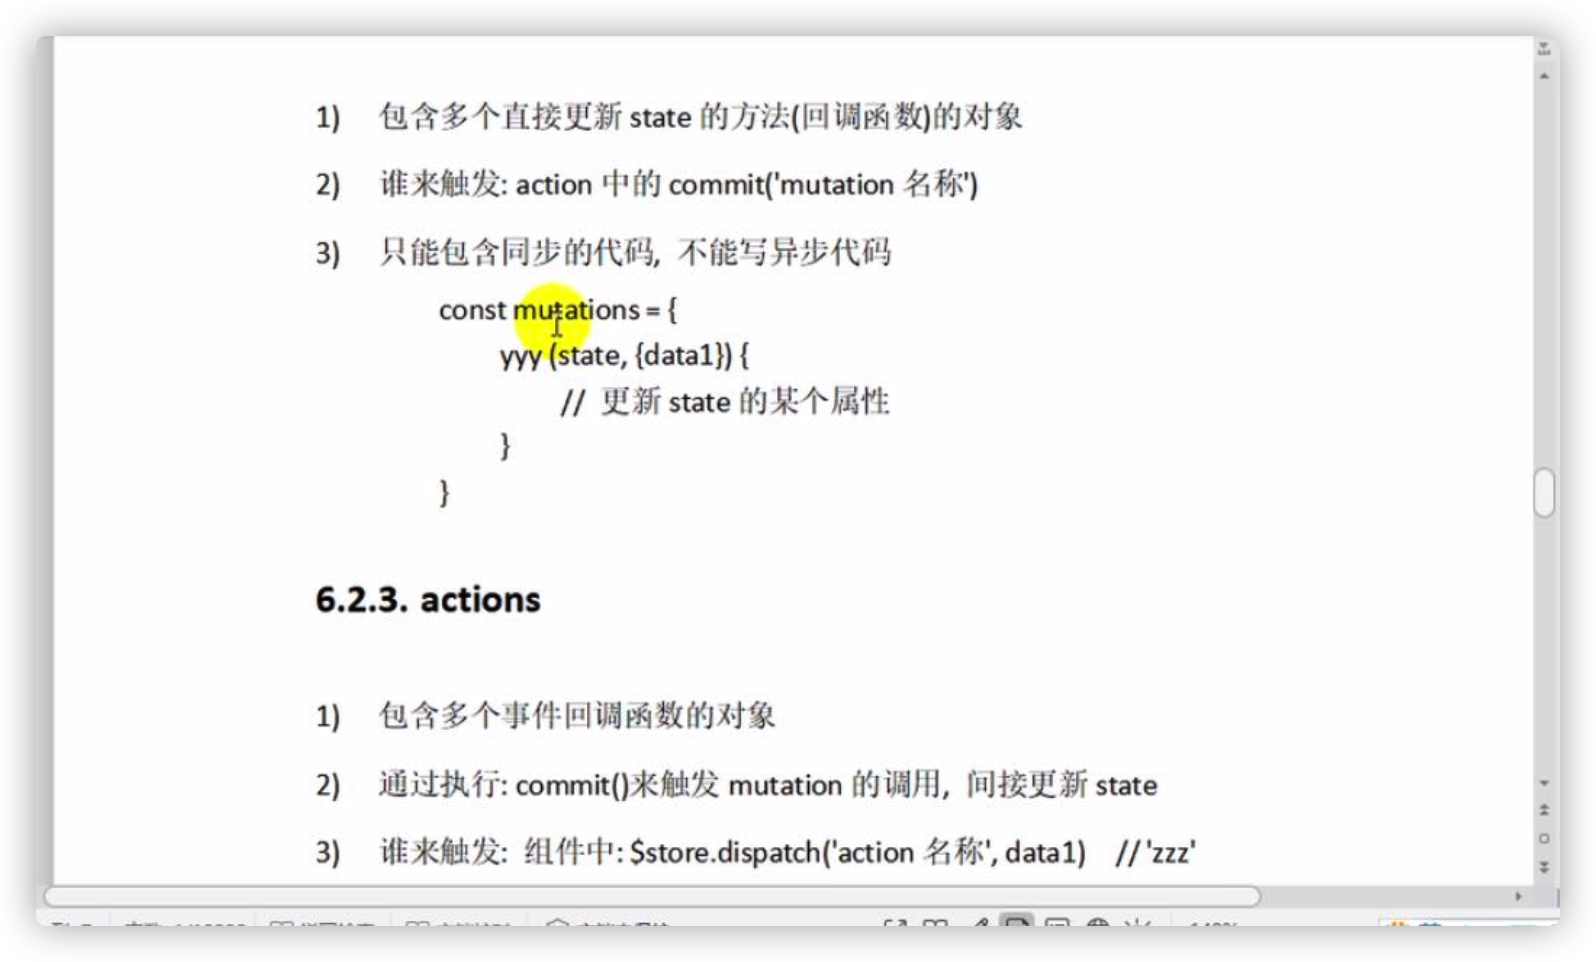 1) 包含多个直接更新 state 的方法(回调函数)的对象
2) 谁来触发: action 中的 commit('mutation 名称')
3) 只能包含同步的代码, 不能写异步代码
const mutations = {
yyy (state, {data1}) {
// 更新 state 的某个属性
}
}
6.2.3. actions
1) 包含多个事件回调函数的对象
2) 通过执行: commit()来触发 mutation 的调用, 间接更新 state
3) 谁来触发: 组件中: $store.dispatch('action 名称', data1) // 'zzz'